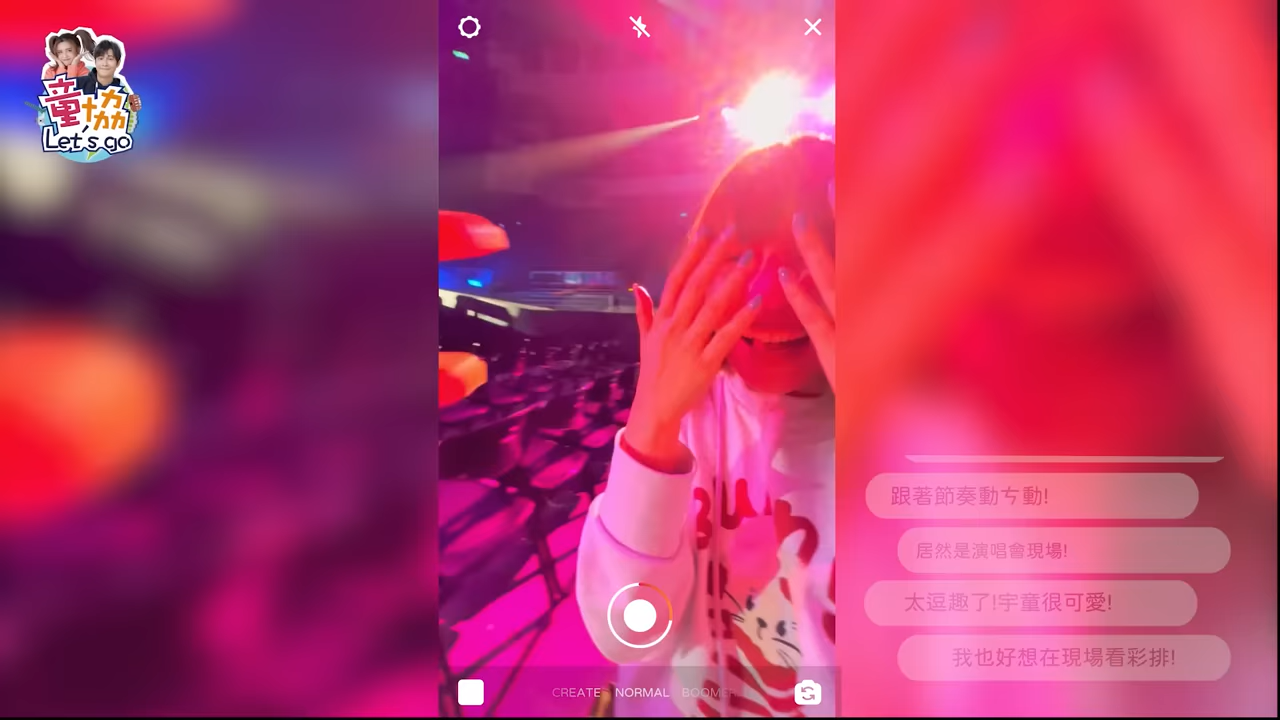 童協
Let's go
跟著節奏動ㄘ動!
居然是演唱會現場!
太逗趣了!宇童很可愛!
我也好想在現場看彩排!
CREATE NORMAL BOOMER